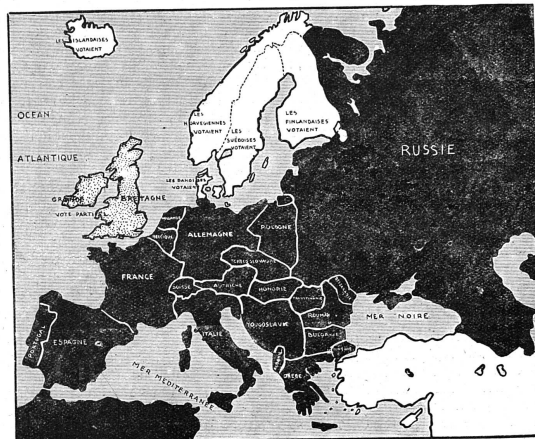 LES ISLANDAISES
VOTAIENT
OCEAN
ATLANTIQUE
LES
NORVEGIENNES
VOTAIENT
LES
SUÉDOISES
VOTAIENT
LES
FINLANDAISES
VOTAIENT
RUSSIE
LES DANOISES
VOTAIENT
GRANDE BRETAGNE
VOTE PARTIEL
HOLLANDE
BELGIQUE
ALLEMAGNE
POLOGNE
TCHECOSLOVAQUIE
FRANCE
SUISSE
AUTRICHE
HONGRIE
ROUMANIE
MER NOIRE
PORTUGAL
ESPAGNE
ITALIE
YOUGOSLAVIE
BULGARIE
GRECE
MER MEDITERRANEE